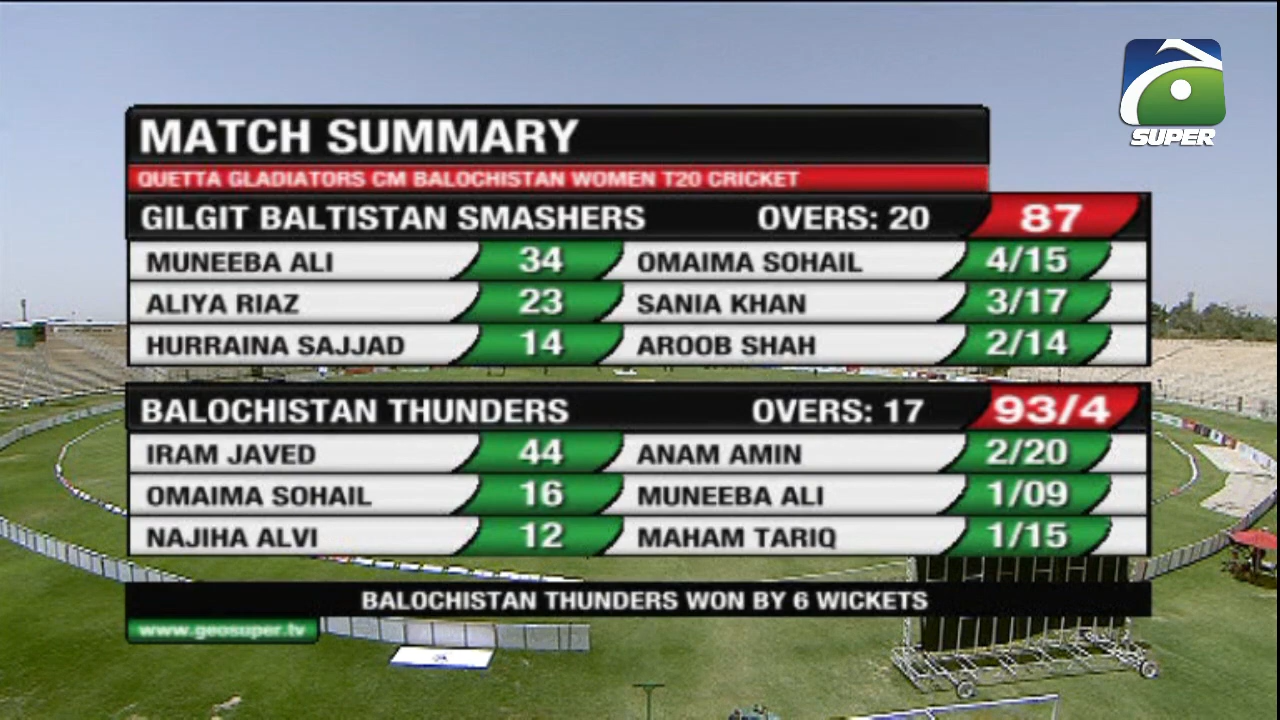 SUPER
MATCH SUMMARY
QUETTA GLADIATORS CM BALOCHISTAN WOMEN T20 CRICKET
GILGIT BALTISTAN SMASHERS OVERS: 20 87
MUNEEBA ALI 34 OMAIMA SOHAIL 4/15
ALIYA RIAZ 23 SANIA KHAN 3/17
HURRAINA SAJJAD 14 AROOB SHAH 2/14
BALOCHISTAN THUNDERS OVERS: 17 93/4
IRAM JAVED 44 ANAM AMIN 2/20
OMAIMA SOHAIL 16 MUNEEBA ALI 1/09
NAJIHA ALVI 12 MAHAM TARIQ 1/15
BALOCHISTAN THUNDERS WON BY 6 WICKETS
www.geosuper.tv